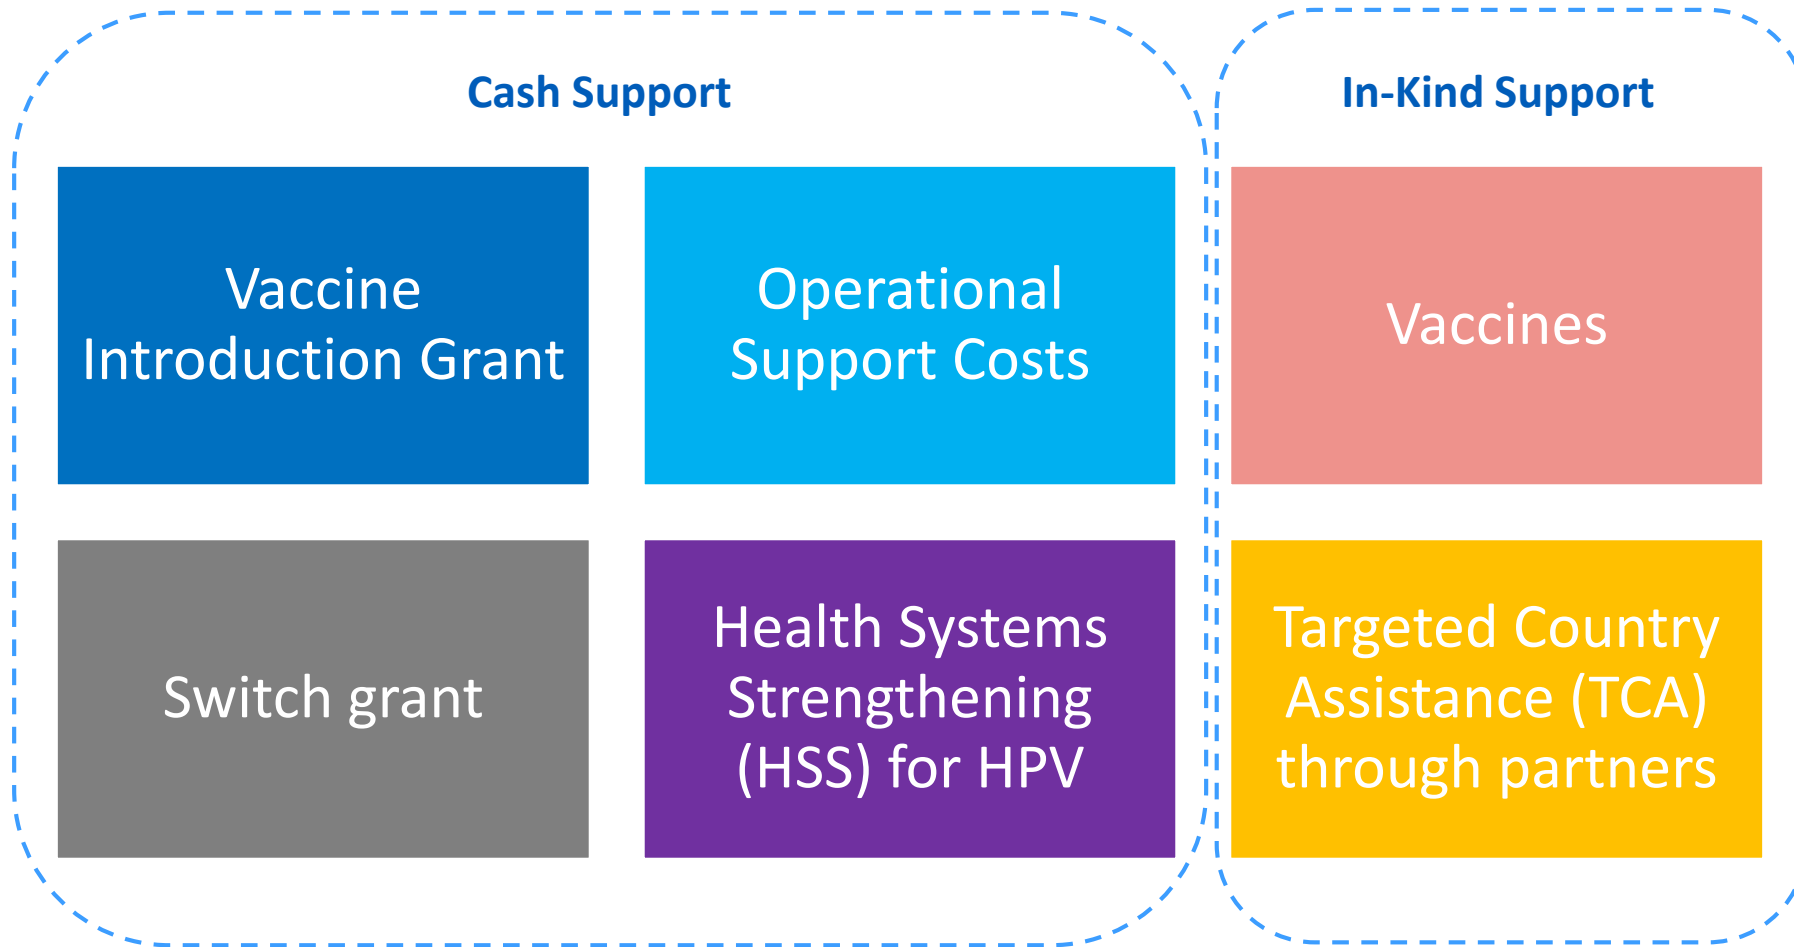 Cash Support
In-Kind Support
Vaccine
Introduction Grant
Operational
Support Costs
Vaccines
Switch grant
Health Systems
Strengthening
(HSS) for HPV
Targeted Country
Assistance (TCA)
through partners